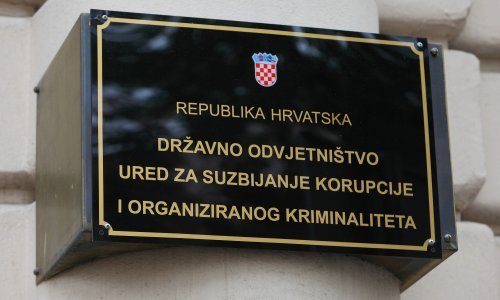 REPUBLIKA HRVATSKA
DRŽAVNO ODVJETNIŠTVO
URED ZA SUZBIJANJE KORUPCIJE
I ORGANIZIRANOG KRIMINALITETA